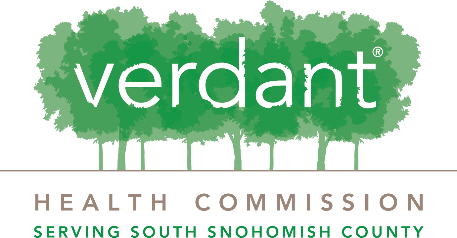 verdant®
HEALTH COMMISSION
SERVING SOUTH SNOHOMISH COUNTY